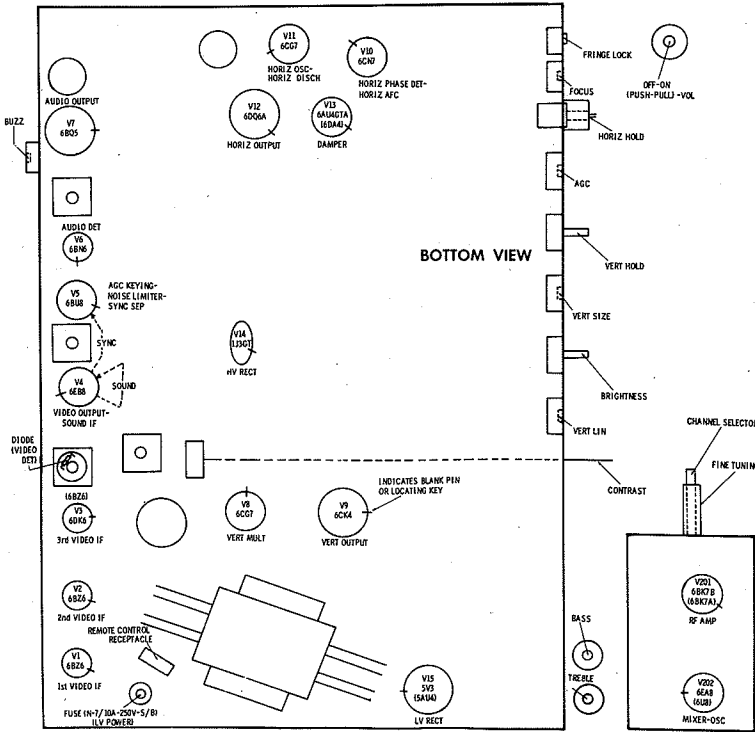 V11
6CG7
HORIZ OSC-
HORIZ DISCH
V10
6CN7
HORIZ PHASE DET-
HORIZ AFC
FRINGE LOCK
OFF-ON
(PUSH-PULL)-VOL
FOCUS
AUDIO OUTPUT
V7
6BQ5
BUZZ
V12
6DQ6A
HORIZ OUTPUT
V13
6AU4GTA
(6DA4)
DAMPER
HORIZ HOLD
AGC
AUDIO DET
V6
6BN6
BOTTOM VIEW
VERT HOLD
V5
6BU8
AGC KEYING-
NOISE LIMITER-
SYNC SEP
VERT SIZE
SYNC
V14
1J3GT
HV RECT
V4
6EB8
SOUND
VIDEO OUTPUT-
SOUND IF
BRIGHTNESS
VERT LIN
CHANNEL SELECTOR
FINE TUNING
DIODE
(VIDEO
DET)
CONTRAST
INDICATES BLANK PIN
OR LOCATING KEY
(6BZ6)
V3
6DK6
3rd VIDEO IF
V8
6CG7
VERT MULT
V9
6CK4
VERT OUTPUT
V2
6BZ6
2nd VIDEO IF
V201
6BK7B
(6BK7A)
RF AMP
REMOTE CONTROL
RECEPTACLE
BASS
V1
6BZ6
1st VIDEO IF
TREBLE
V15
5V3
(5AU4)
LV RECT
V202
6EA8
(6U8)
MIXER-OSC
FUSE (N-7/10A-250V-S/B)
(LV POWER)